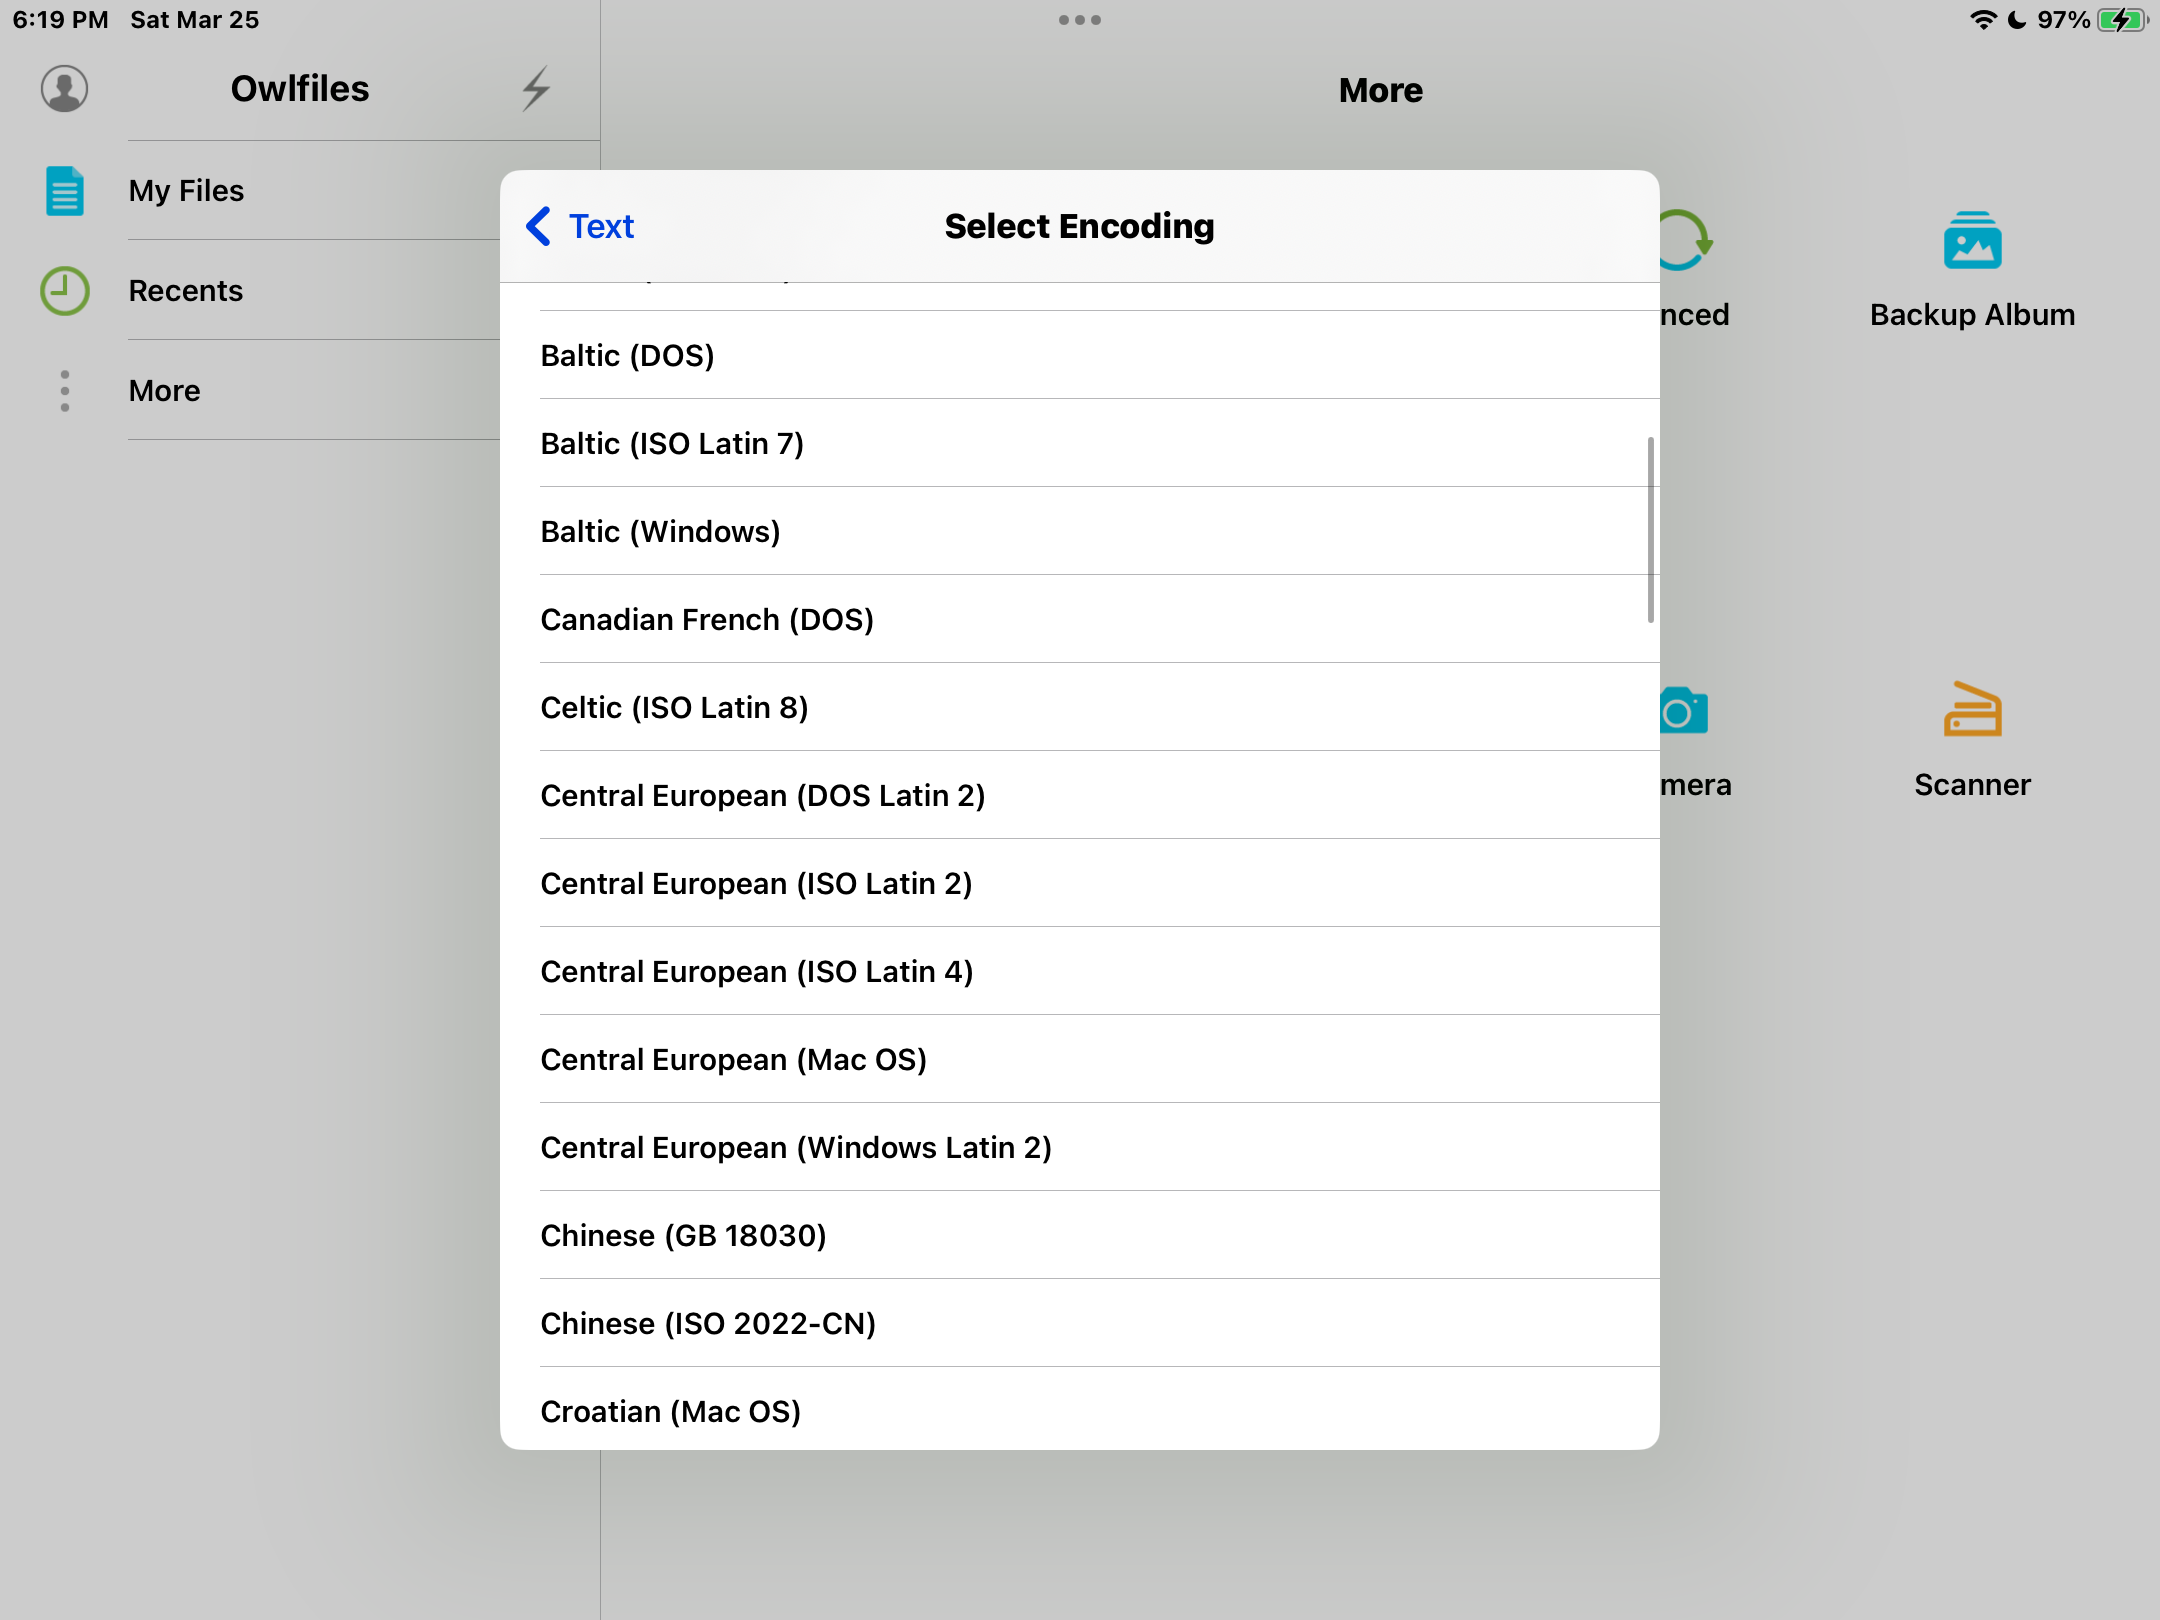 6:19 PM Sat Mar 25
97%
Owlfiles
My Files
Recents
More
More
Backup Album
Scanner
Text
Select Encoding
Baltic (DOS)
Baltic (ISO Latin 7)
Baltic (Windows)
Canadian French (DOS)
Celtic (ISO Latin 8)
Central European (DOS Latin 2)
Central European (ISO Latin 2)
Central European (ISO Latin 4)
Central European (Mac OS)
Central European (Windows Latin 2)
Chinese (GB 18030)
Chinese (ISO 2022-CN)
Croatian (Mac OS)